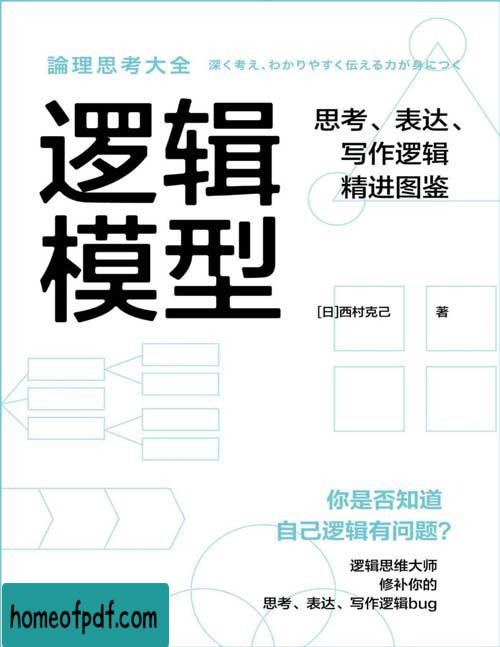 論理思考大全 深く考え、わかりやすく伝える力が身につく
逻辑
模型
思考、表达、
写作逻辑
精进图鉴
[日]西村克己 著
你是否知道
自己逻辑有问题?
逻辑思维大师
修补你的
思考、表达、写作逻辑bug
homeofpdf.com